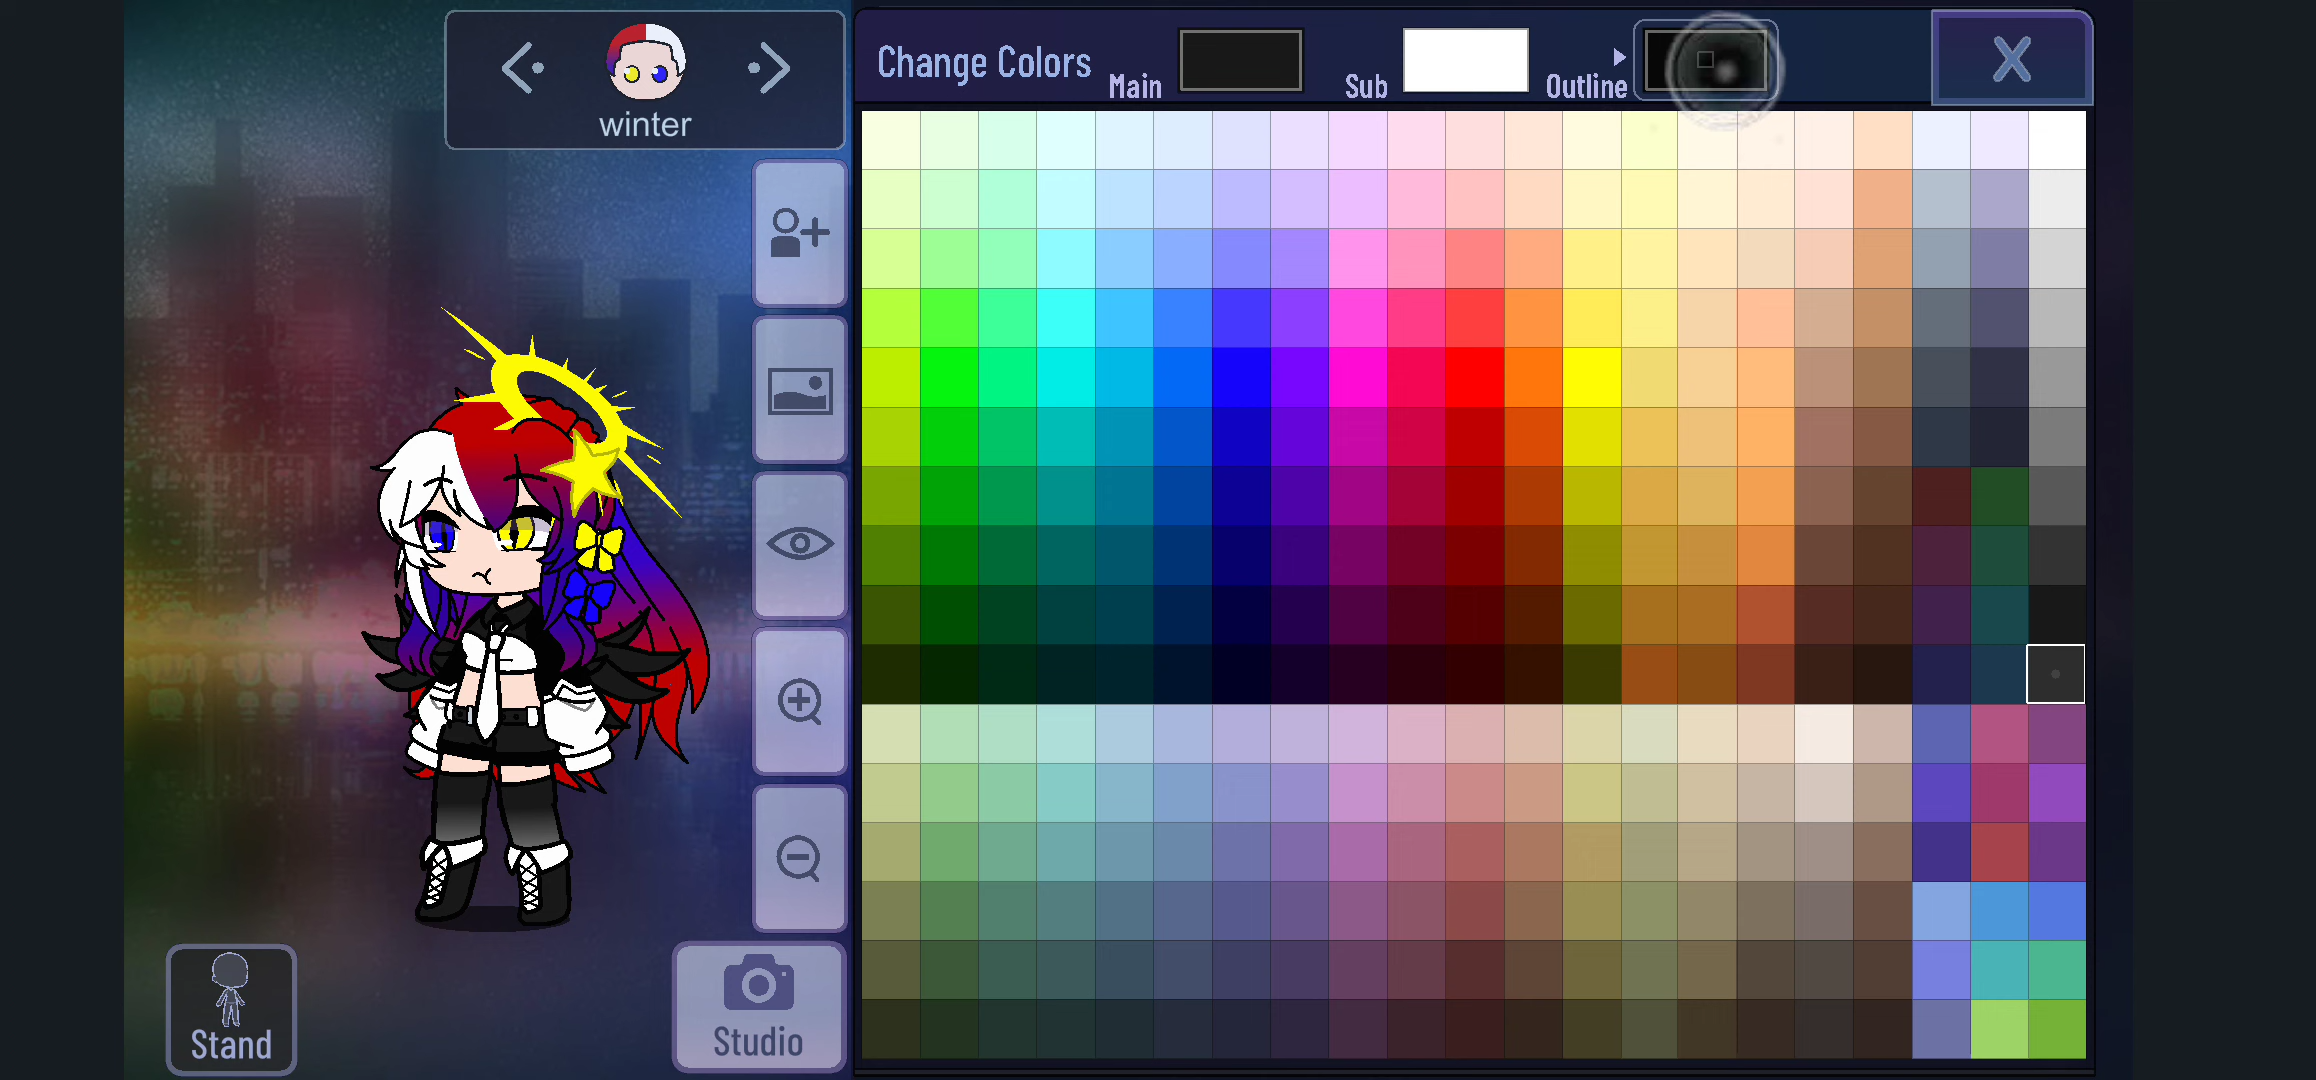 winter
Change Colors
Main
Sub
Outline
X
Stand
Studio